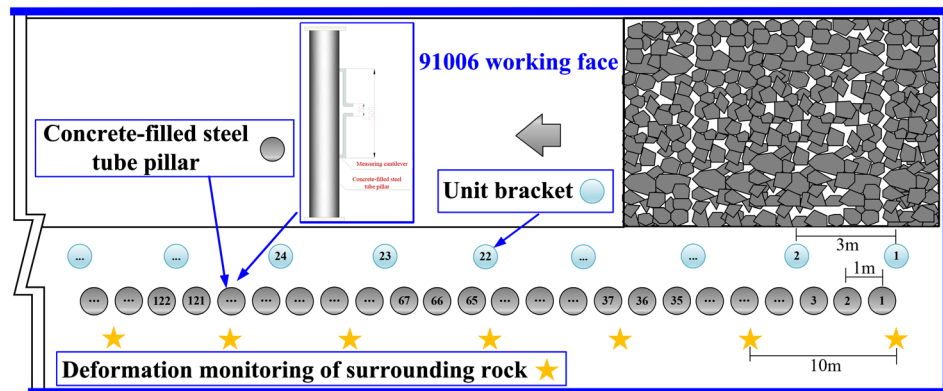 91006 working face
Concrete-filled steel
tube pillar
Measuring cantilever
Concrete-filled steel
tube pillar
Unit bracket
3m
... ... 24 23 22 ... ... 2 1
1m
... ... 122 121 ... ... ... ... 67 66 65 ... ... ... 37 36 35 ... ... ... 3 2 1
Deformation monitoring of surrounding rock
10m